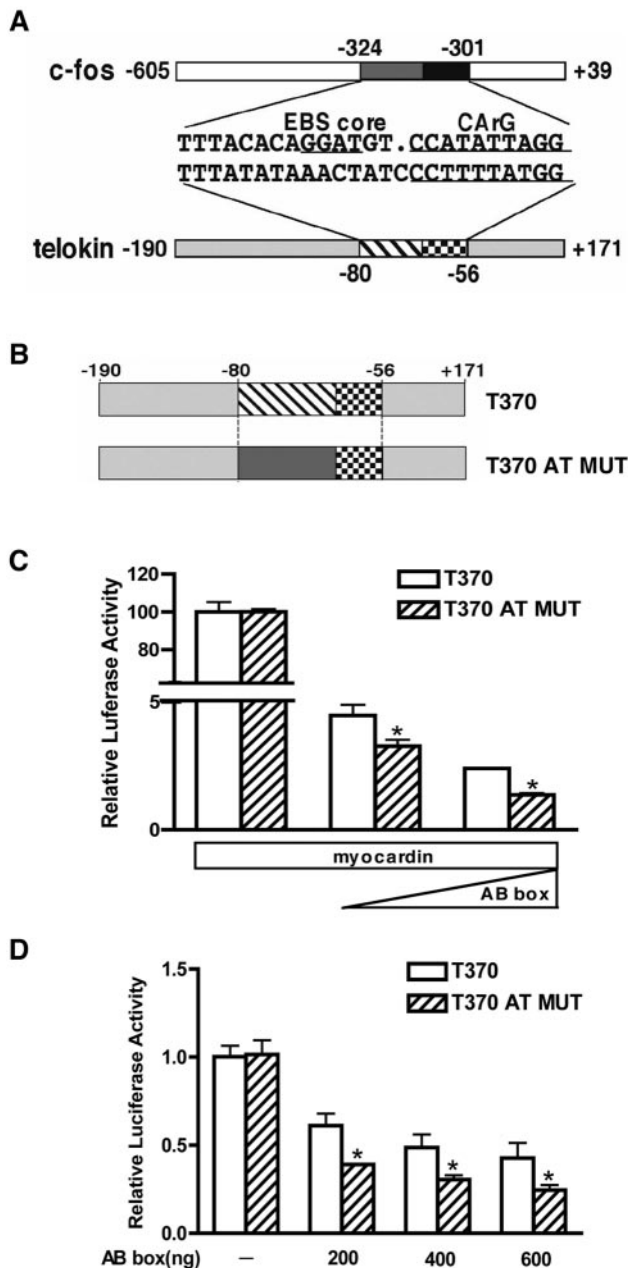 A
-324 -301
c-fos -605 +39
EBS core CArG
TTTACACAGGATGT.CCATATTAGG
TTTATATAAACTATCCCTTTTATGG
telokin -190 +171
-80 -56
B
-190 -80 -56 +171
T370
T370 AT MUT
C
T370
T370 AT MUT
Relative Luferase Activity
120
100
80
5
0
* *
myocardin
AB box
D
T370
T370 AT MUT
Relative Luciferase Activity
1.5
1.0
0.5
0.0
* * *
AB box(ng) — 200 400 600